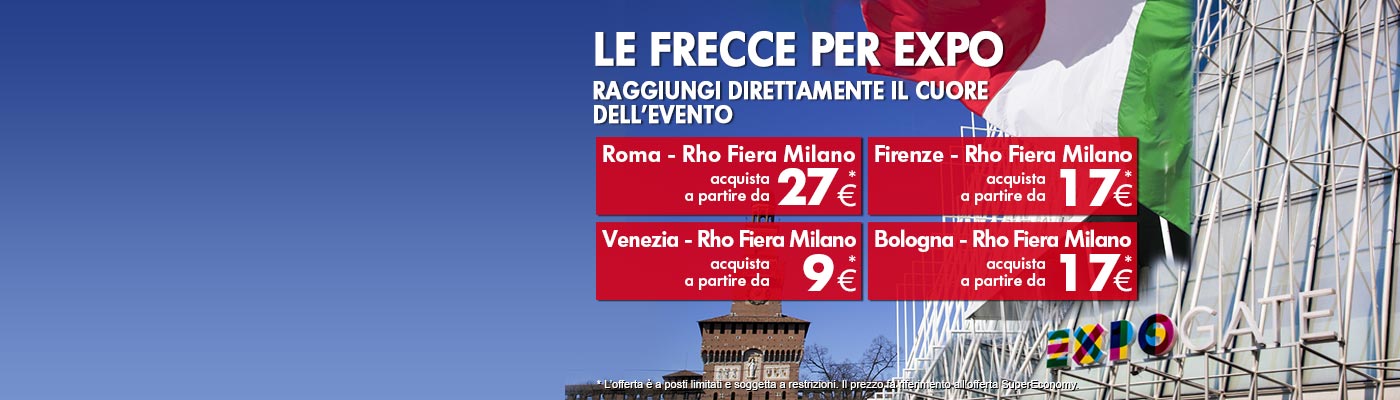 LE FRECCE PER EXPO
RAGGIUNGI DIRETTAMENTE IL CUORE
DELL'EVENTO
Roma - Rho Fiera Milano
acquista
a partire da 27€*
Firenze - Rho Fiera Milano
acquista
a partire da 17€*
Venezia - Rho Fiera Milano
acquista
a partire da 9€*
Bologna - Rho Fiera Milano
acquista
a partire da 17€*
EXPOGATE
* L'offerta è a posti limitati e soggetta a restrizioni. Il prezzo fa riferimento all'offerta SuperEconomy.